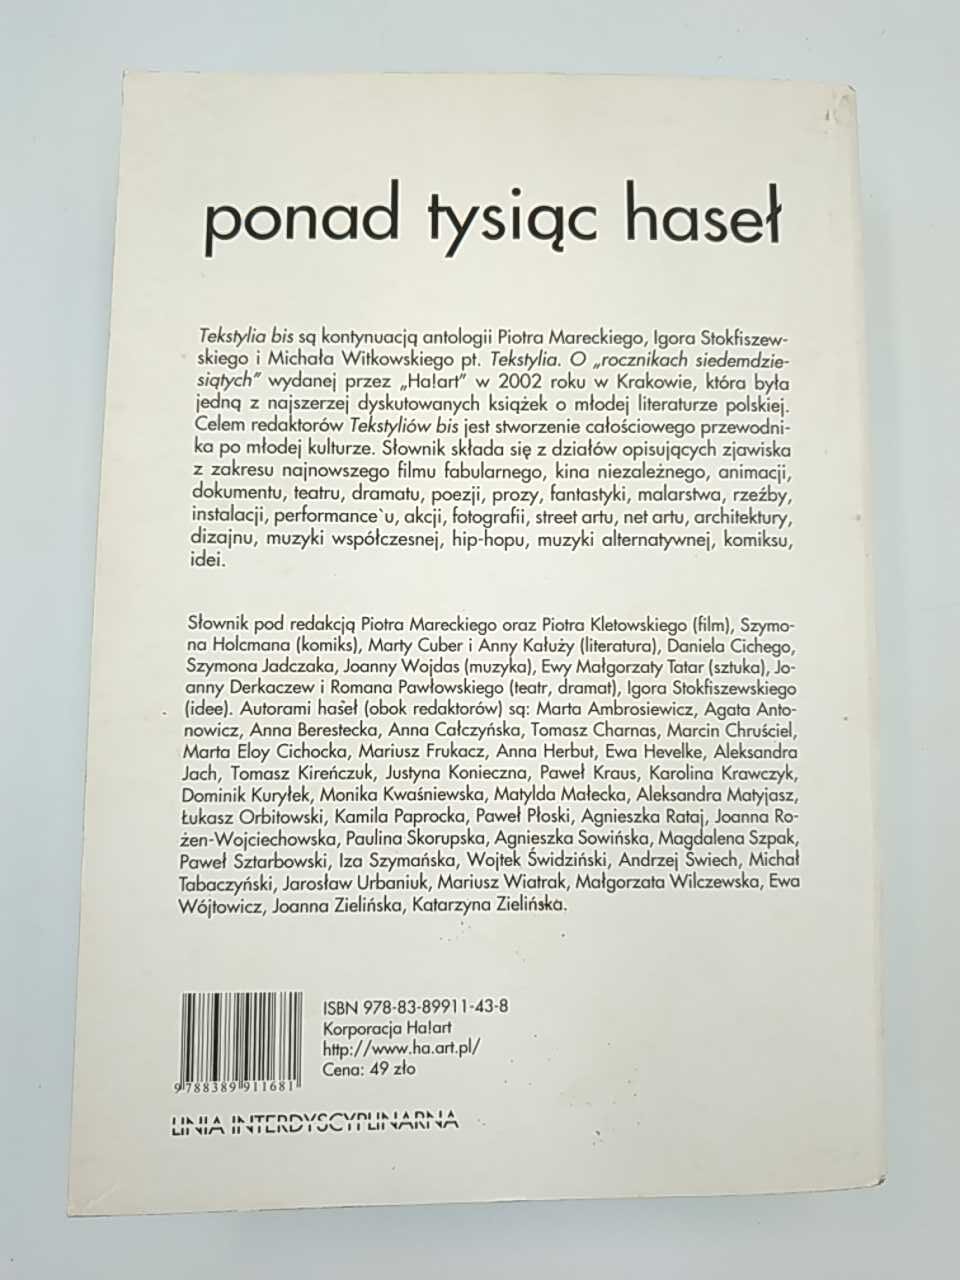 ponad tysiąc haseł
Tekstylia bis są kontynuacją antologii Piotra Mareckiego, Igora Stokfiszew-
skiego i Michała Witkowskiego pt. Tekstylia. O „rocznikach siedemdzie-
siątych” wydanej przez „Ha!art” w 2002 roku w Krakowie, która była
jedną z najszerzej dyskutowanych książek o młodej literaturze polskiej.
Celem redaktorów Tekstyliów bis jest stworzenie całościowego przewodni-
ka po młodej kulturze. Słownik składa się z działów opisujących zjawiska
z zakresu najnowszego filmu fabularnego, kina niezależnego, animacji,
dokumentu, teatru, dramatu, poezji, prozy, fantastyki, malarstwa, rzeźby,
instalacji, performance`u, akcji, fotografii, street artu, net artu, architektury,
dizajnu, muzyki współczesnej, hip-hopu, muzyki alternatywnej, komiksu,
idei.
Słownik pod redakcją Piotra Mareckiego oraz Piotra Kletowskiego (film), Szymo-
na Holcmana (komiks), Marty Cuber i Anny Kałuży (literatura), Daniela Cichego,
Szymona Jadczaka, Joanny Wojdas (muzyka), Ewy Małgorzaty Tatar (sztuka), Jo-
anny Derkaczew i Romana Pawłowskiego (teatr, dramat), Igora Stokfiszewskiego
(idee). Autorami haseł (obok redaktorów) są: Marta Ambrosiewicz, Agata Anto-
nowicz, Anna Berestecka, Anna Całczyńska, Tomasz Charnas, Marcin Chruściel,
Marta Eloy Cichocka, Mariusz Frukacz, Anna Herbut, Ewa Hevelke, Aleksandra
Jach, Tomasz Kireńczuk, Justyna Konieczna, Paweł Kraus, Karolina Krawczyk,
Dominik Kuryłek, Monika Kwaśniewska, Matylda Małecka, Aleksandra Matyjasz,
Łukasz Orbitowski, Kamila Paprocka, Paweł Płoski, Agnieszka Rataj, Joanna Ro-
żen-Wojciechowska, Paulina Skorupska, Agnieszka Sowińska, Magdalena Szpak,
Paweł Sztarbowski, Iza Szymańska, Wojtek Świdziński, Andrzej Świech, Michał
Tabaczyński, Jarosław Urbaniuk, Mariusz Wiatrak, Małgorzata Wilczewska, Ewa
Wójtowicz, Joanna Zielińska, Katarzyna Zielińska.
ISBN 978-83-89911-43-8
Korporacja Ha!art
http://www.ha.art.pl/
Cena: 49 zło
9788389911681
LINIA INTERDYSCYPLINARNA